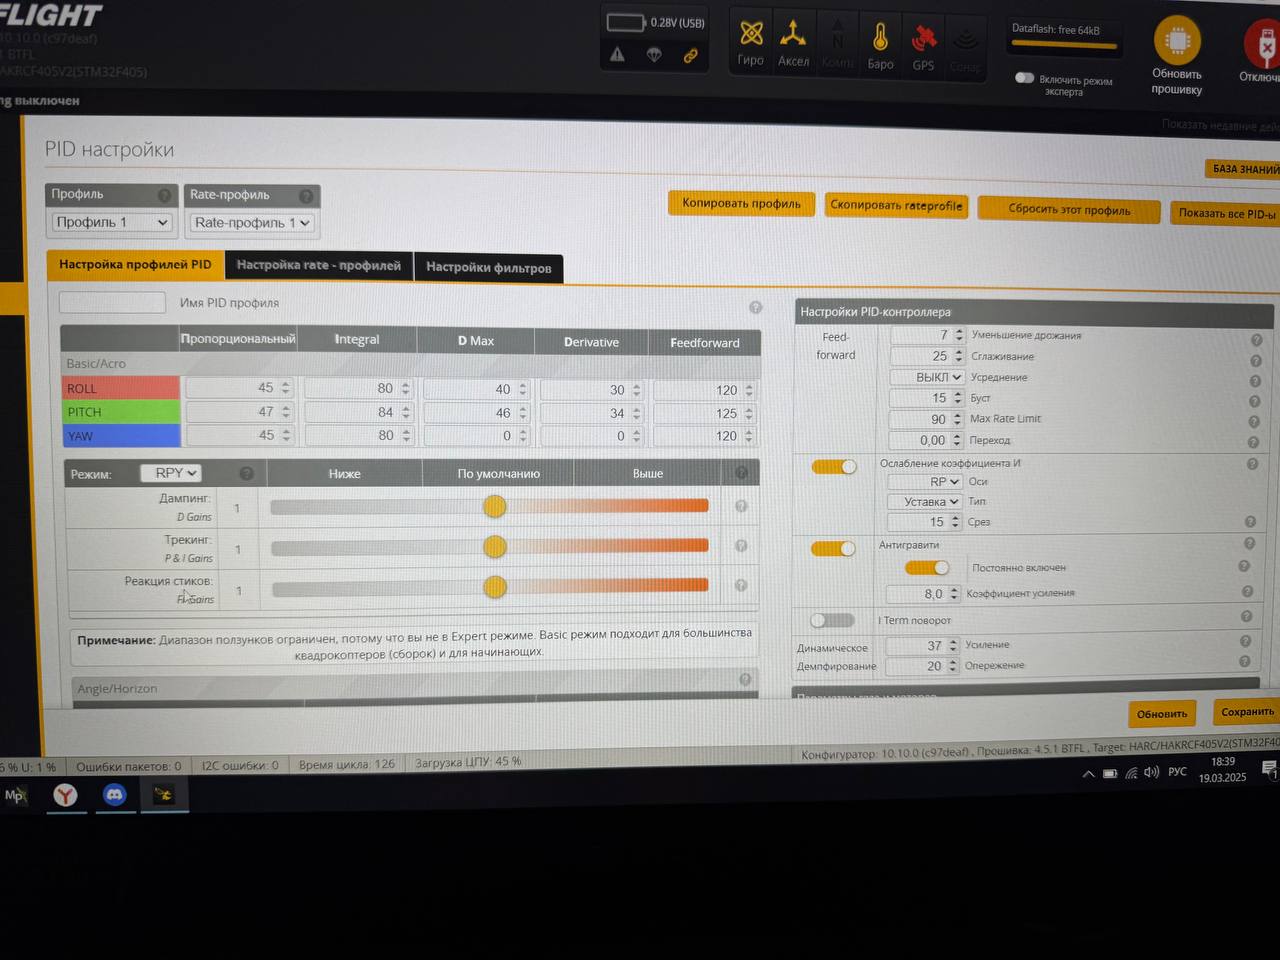 FLIGHT
10.10.0 (c97deaf)
BTFL
HAKRCF405V2(STM32F405)
0.28V (USB)
Гиро
Аксел
Комп
Баро
GPS
Сонар
Dataflash: free 64kB
Включить режим
эксперта
Обновить
прошивку
Отключи
ng выключен
Показать недавние дей
PID настройки
БАЗА ЗНАНИЙ
Профиль
Rate-профиль
Профиль 1
Rate-профиль 1
Копировать профиль
Скопировать rateprofile
Сбросить этот профиль
Показать все PID-ы
Настройка профилей PID
Настройка rate - профилей
Настройки фильтров
Имя PID профиля
Пропорциональный Integral D Max Derivative Feedforward
Basic/Acro
ROLL 45 80 40 30 120
PITCH 47 84 46 34 125
YAW 45 80 0 0 120
Режим: RPY Ниже По умолчанию Выше
Дампинг:
D Gains
1
Трекинг:
P & I Gains
1
Реакция стиков:
FF Gains
1
Примечание: Диапазон ползунков ограничен, потому что вы не в Expert режиме. Basic режим подходит для большинства
квадрокоптеров (сборок) и для начинающих.
Angle/Horizon
Настройки PID-контроллера
Feed-
forward
7 Уменьшение дрожания
25 Сглаживание
ВЫКЛ Усреднение
15 Буст
90 Max Rate Limit
0,00 Переход
Ослабление коэффициента И
RP Оси
Уставка Тип
15 Срез
Антигравити
Постоянно включен
8,0 Коэффициент усиления
I Term поворот
Динамическое
Демпфирование
37 Усиление
20 Опережение
Обновить
Сохранить
6 % U: 1 % Ошибки пакетов: 0 I2C ошибки: 0 Время цикла: 126 Загрузка ЦПУ: 45 %
Конфигуратор: 10.10.0 (c97deaf) , Прошивка: 4.5.1 BTFL , Target: HARC/HAKRCF405V2(STM32F40
РУС
18:39
19.03.2025